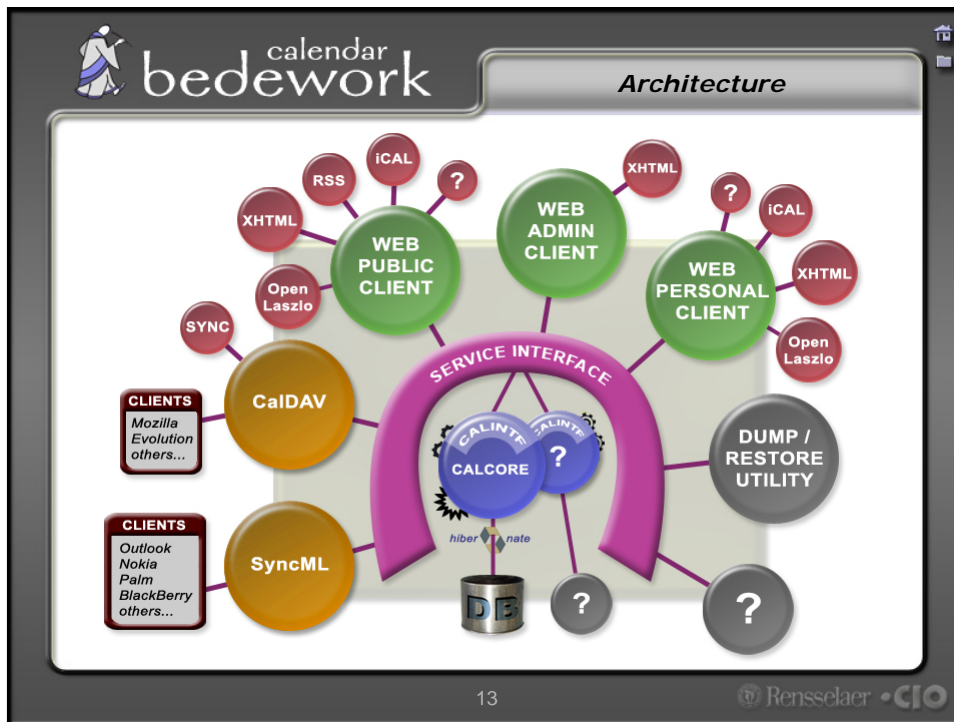 calendar
bedework
Architecture
iCAL
RSS
?
XHTML
XHTML
?
iCAL
WEB
PUBLIC
CLIENT
WEB
ADMIN
CLIENT
WEB
PERSONAL
CLIENT
XHTML
Open
Laszlo
Open
Laszlo
SYNC
SERVICE INTERFACE
CLIENTS
Mozilla
Evolution
others...
CalDAV
CALINTF
CALCORE
CALINTF
?
DUMP /
RESTORE
UTILITY
CLIENTS
Outlook
Nokia
Palm
BlackBerry
others...
SyncML
hiber nate
DB
?
?
13
Rensselaer •CIO